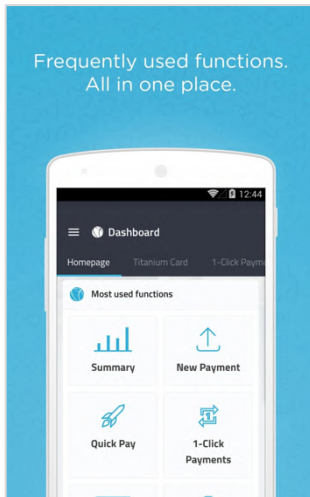 Frequently used functions.
All in one place.
12:44
Dashboard
Homepage Titanium Card 1-Click Payme
Most used functions
Summary New Payment
Quick Pay 1-Click
Payments